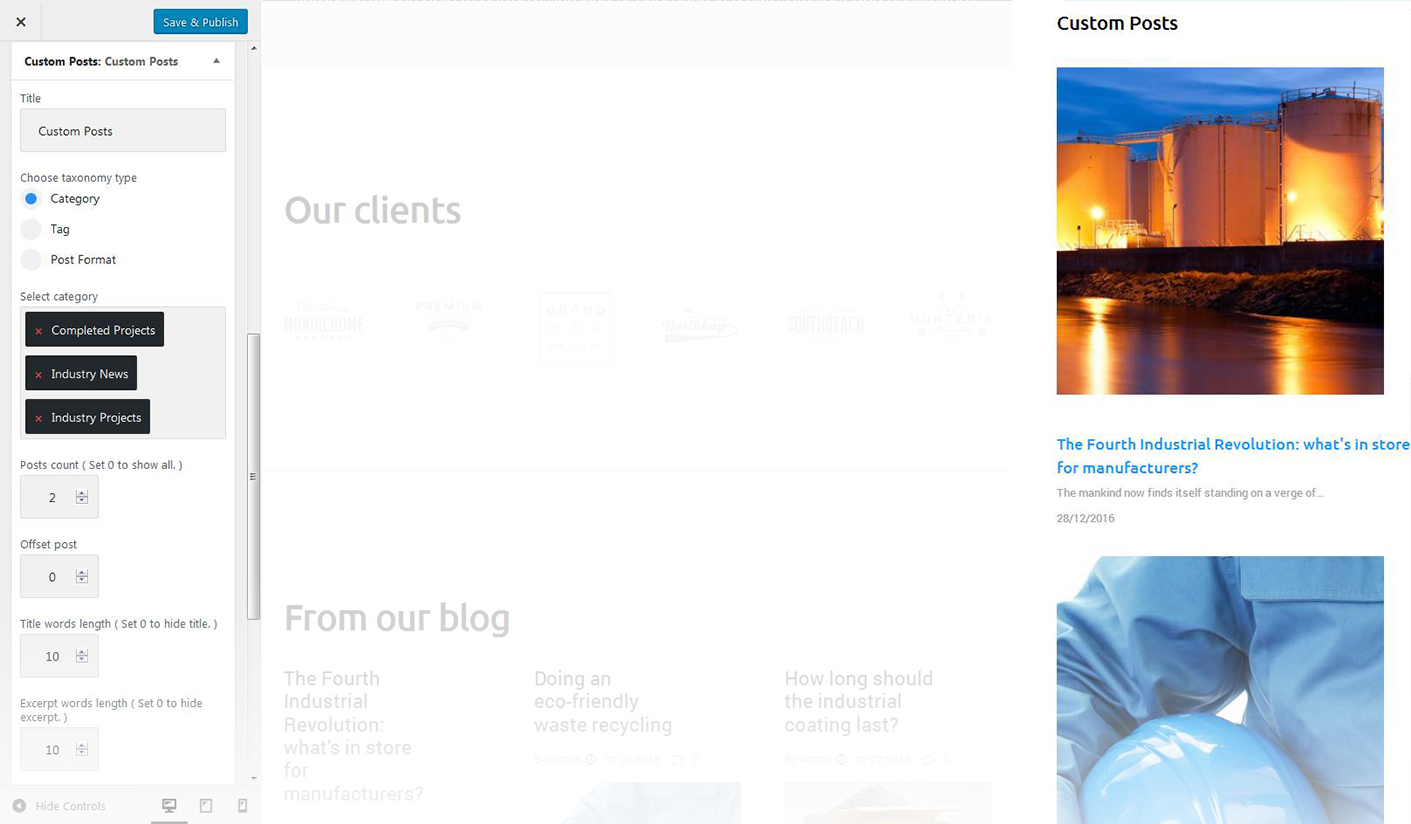 Save & Publish
Custom Posts: Custom Posts
Title
Custom Posts
Choose taxonomy type
Category
Tag
Post Format
Select category
× Completed Projects
× Industry News
× Industry Projects
Posts count ( Set 0 to show all. )
2
Offset post
0
Title words length ( Set 0 to hide title. )
10
Excerpt words length ( Set 0 to hide
excerpt. )
10
Hide Controls
Our clients
MANIACDOME
PREMIUM
GRAND
Northbay
SOUTHBEACH
HUNTER'S
From our blog
The Fourth
Industrial
Revolution:
what's in store
for
manufacturers?
Doing an
eco-friendly
waste recycling
By Admin 12.28.2016 0
How long should
the industrial
coating last?
By Admin 12.27.2016 0
Custom Posts
The Fourth Industrial Revolution: what's in store
for manufacturers?
The mankind now finds itself standing on a verge of...
28/12/2016